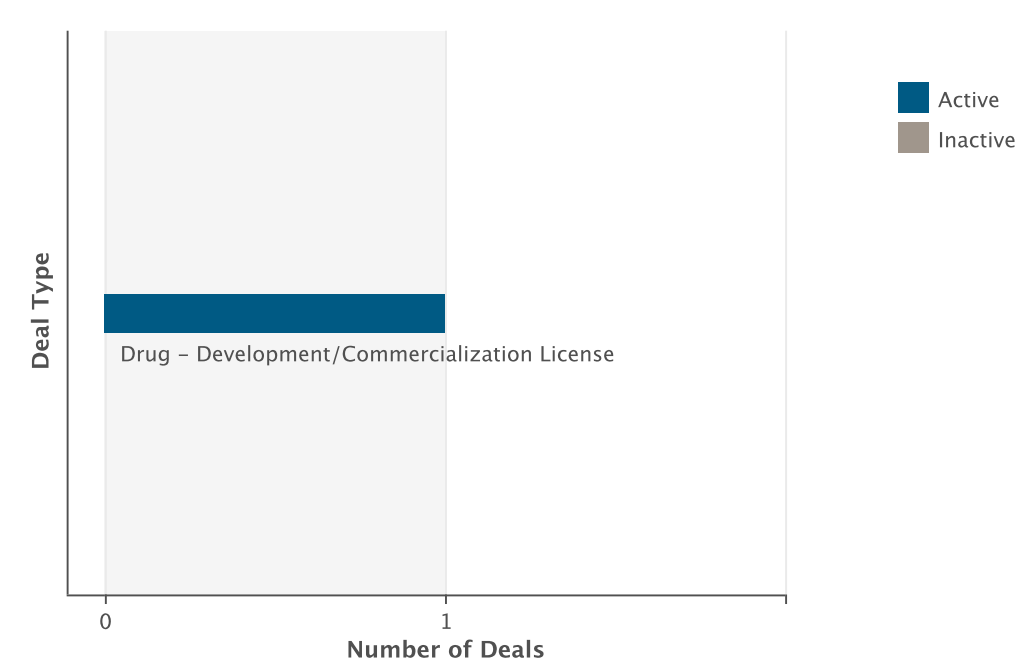 Active
Inactive
Deal Type
Drug – Development/Commercialization License
0
1
Number of Deals